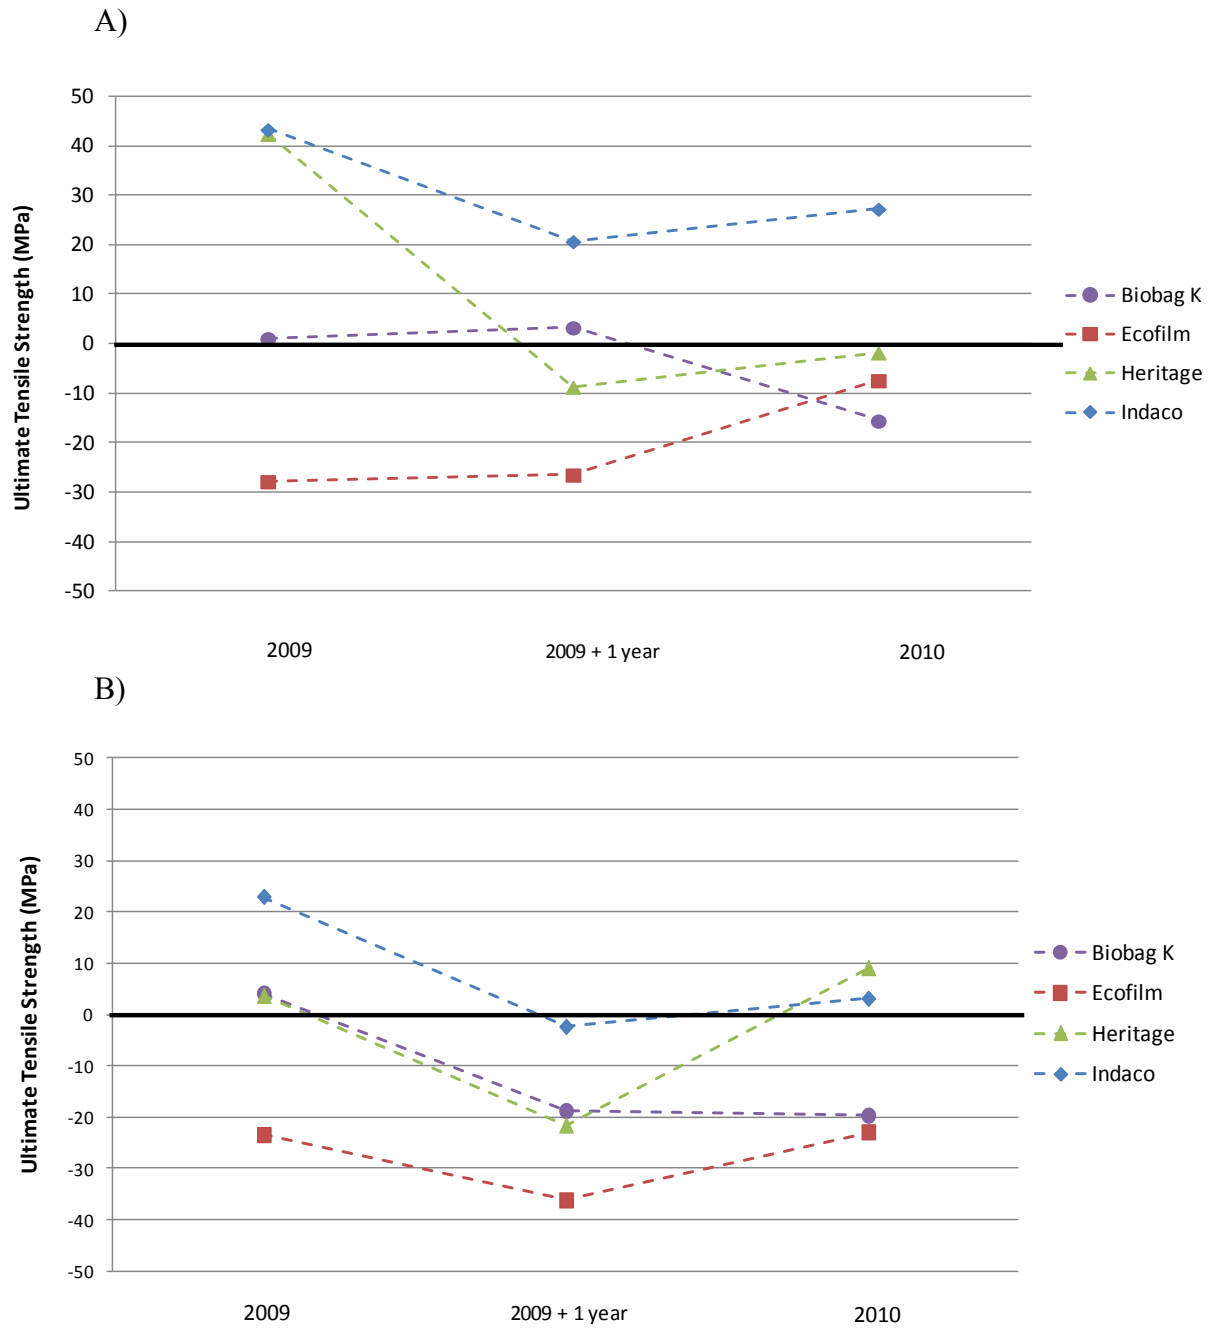 A)
Ultimate Tensile Strength (MPa)
50
40
30
20
10
0
-10
-20
-30
-40
-50
2009
2009 + 1 year
2010
Biobag K
Ecofilm
Heritage
Indaco
B)
Ultimate Tensile Strength (MPa)
50
40
30
20
10
0
-10
-20
-30
-40
-50
2009
2009 + 1 year
2010
Biobag K
Ecofilm
Heritage
Indaco